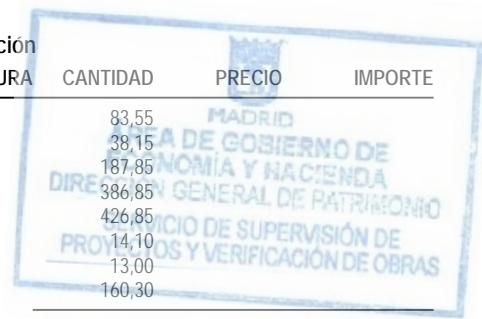 ción
URA CANTIDAD PRECIO IMPORTE
83,55
38,15
187,85
386,85
426,85
14,10
13,00
160,30
MADRID
ÁREA DE GOBIERNO DE
ECONOMÍA Y HACIENDA
DIRECCIÓN GENERAL DE PATRIMONIO
SERVICIO DE SUPERVISIÓN DE
PROYECTOS Y VERIFICACIÓN DE OBRAS